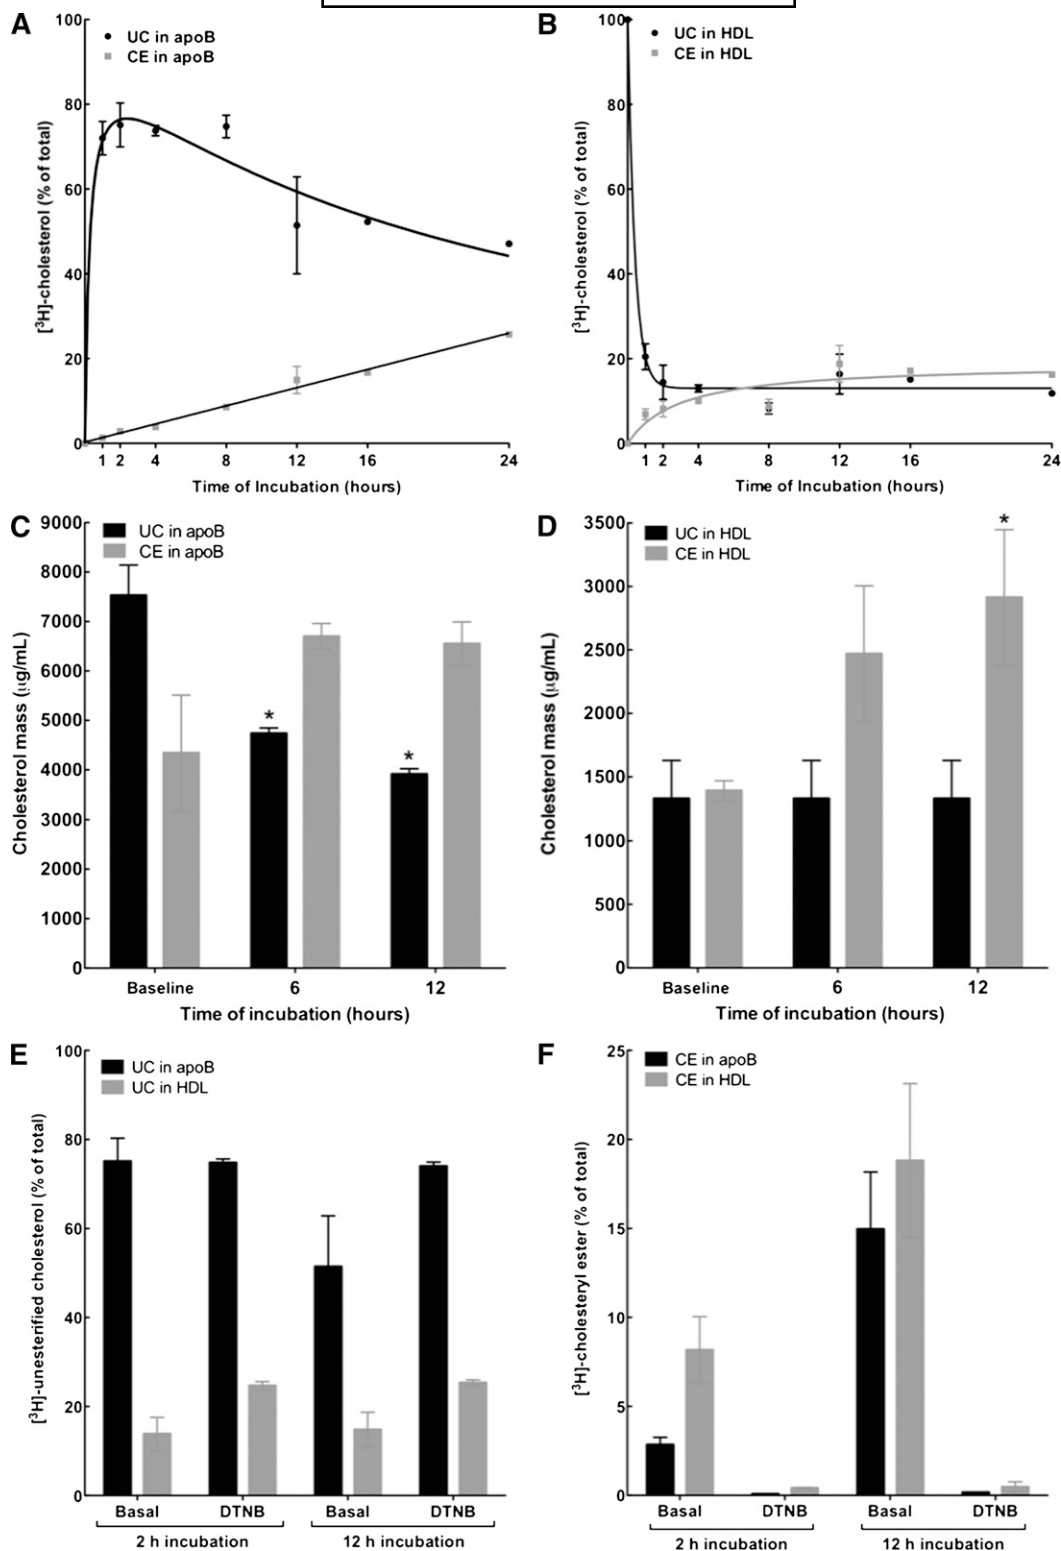 A
100
80
60
40
20
0
[³H]-cholesterol (% of total)
UC in apoB
CE in apoB
1 2 4 8 12 16 24
Time of Incubation (hours)
B
100
80
60
40
20
0
[³H]-cholesterol (% of total)
UC in HDL
CE in HDL
1 2 4 8 12 16 24
Time of Incubation (hours)
C
9000
8000
7000
6000
5000
4000
3000
2000
1000
0
Cholesterol mass (µg/mL)
UC in apoB
CE in apoB
*
*
Baseline 6 12
Time of incubation (hours)
D
3500
3000
2500
2000
1500
1000
500
0
Cholesterol mass (µg/mL)
UC in HDL
CE in HDL
*
Baseline 6 12
Time of incubation (hours)
E
100
80
60
40
20
0
[³H]-unesterified cholesterol (% of total)
UC in apoB
UC in HDL
Basal DTNB Basal DTNB
2 h incubation 12 h incubation
F
25
20
15
10
5
0
[³H]-cholesteryl ester (% of total)
CE in apoB
CE in HDL
Basal DTNB Basal DTNB
2 h incubation 12 h incubation